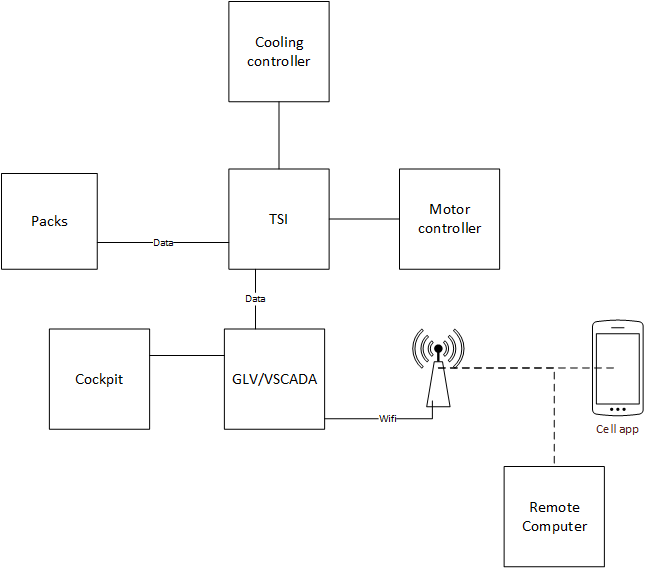 Cooling
controller
Packs
TSI
Motor
controller
Data
Data
Cockpit
GLV/VSCADA
Wifi
Cell app
Remote
Computer